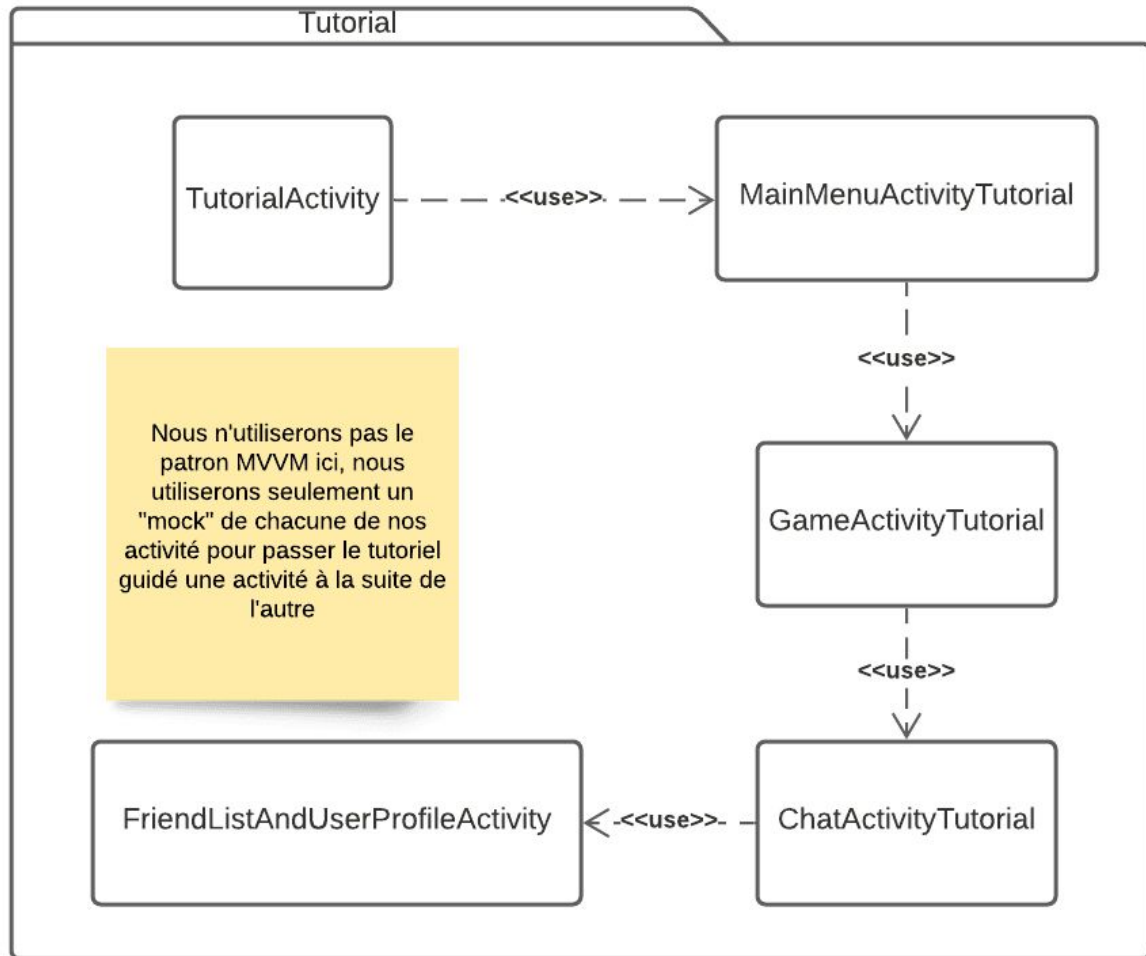 Tutorial
TutorialActivity
<<use>>
MainMenuActivityTutorial
<<use>>
Nous n'utiliserons pas le
patron MVVM ici, nous
utiliserons seulement un
"mock" de chacune de nos
activité pour passer le tutoriel
guidé une activité à la suite de
l'autre
GameActivityTutorial
<<use>>
FriendListAndUserProfileActivity
<<use>>
ChatActivityTutorial